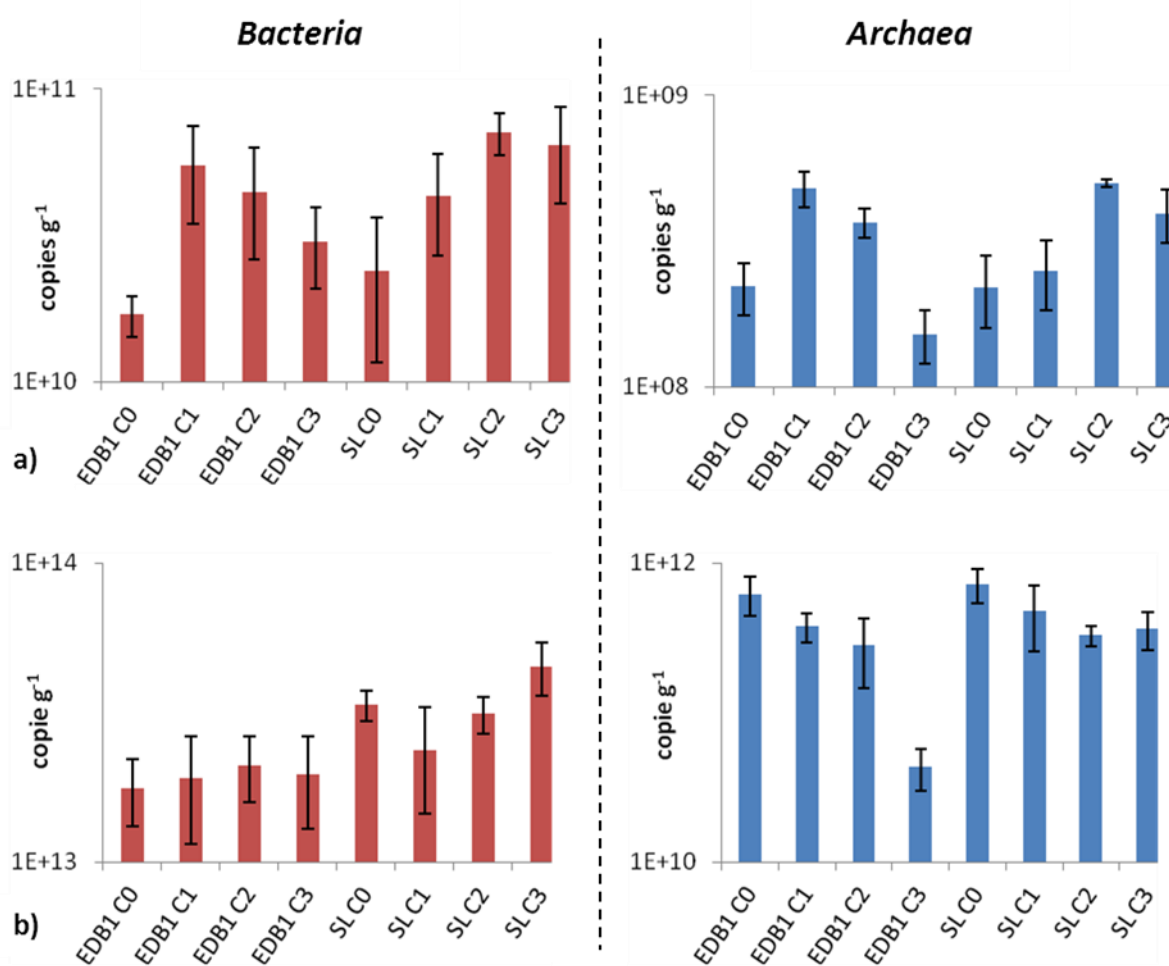 Bacteria
Archaea
1E+11
copies g⁻¹
1E+10
EDB1 C0
EDB1 C1
EDB1 C2
EDB1 C3
SL C0
SL C1
SL C2
SL C3
a)
1E+09
copies g⁻¹
1E+08
EDB1 C0
EDB1 C1
EDB1 C2
EDB1 C3
SL C0
SL C1
SL C2
SL C3
1E+14
copie g⁻¹
1E+13
EDB1 C0
EDB1 C1
EDB1 C2
EDB1 C3
SL C0
SL C1
SL C2
SL C3
b)
1E+12
copie g⁻¹
1E+10
EDB1 C0
EDB1 C1
EDB1 C2
EDB1 C3
SL C0
SL C1
SL C2
SL C3